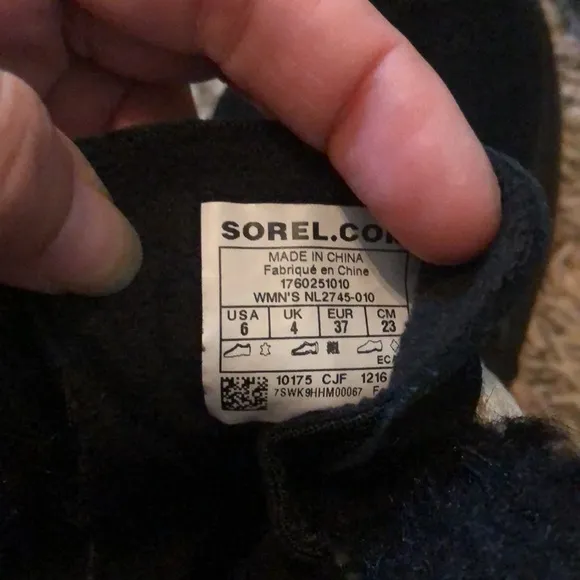 SOREL.COM
MADE IN CHINA
Fabriqué en Chine
1760251010
WMN'S NL2745-010
USA UK EUR CM
6 4 37 23
10175 CJF 1216
7SWK9HHM00067